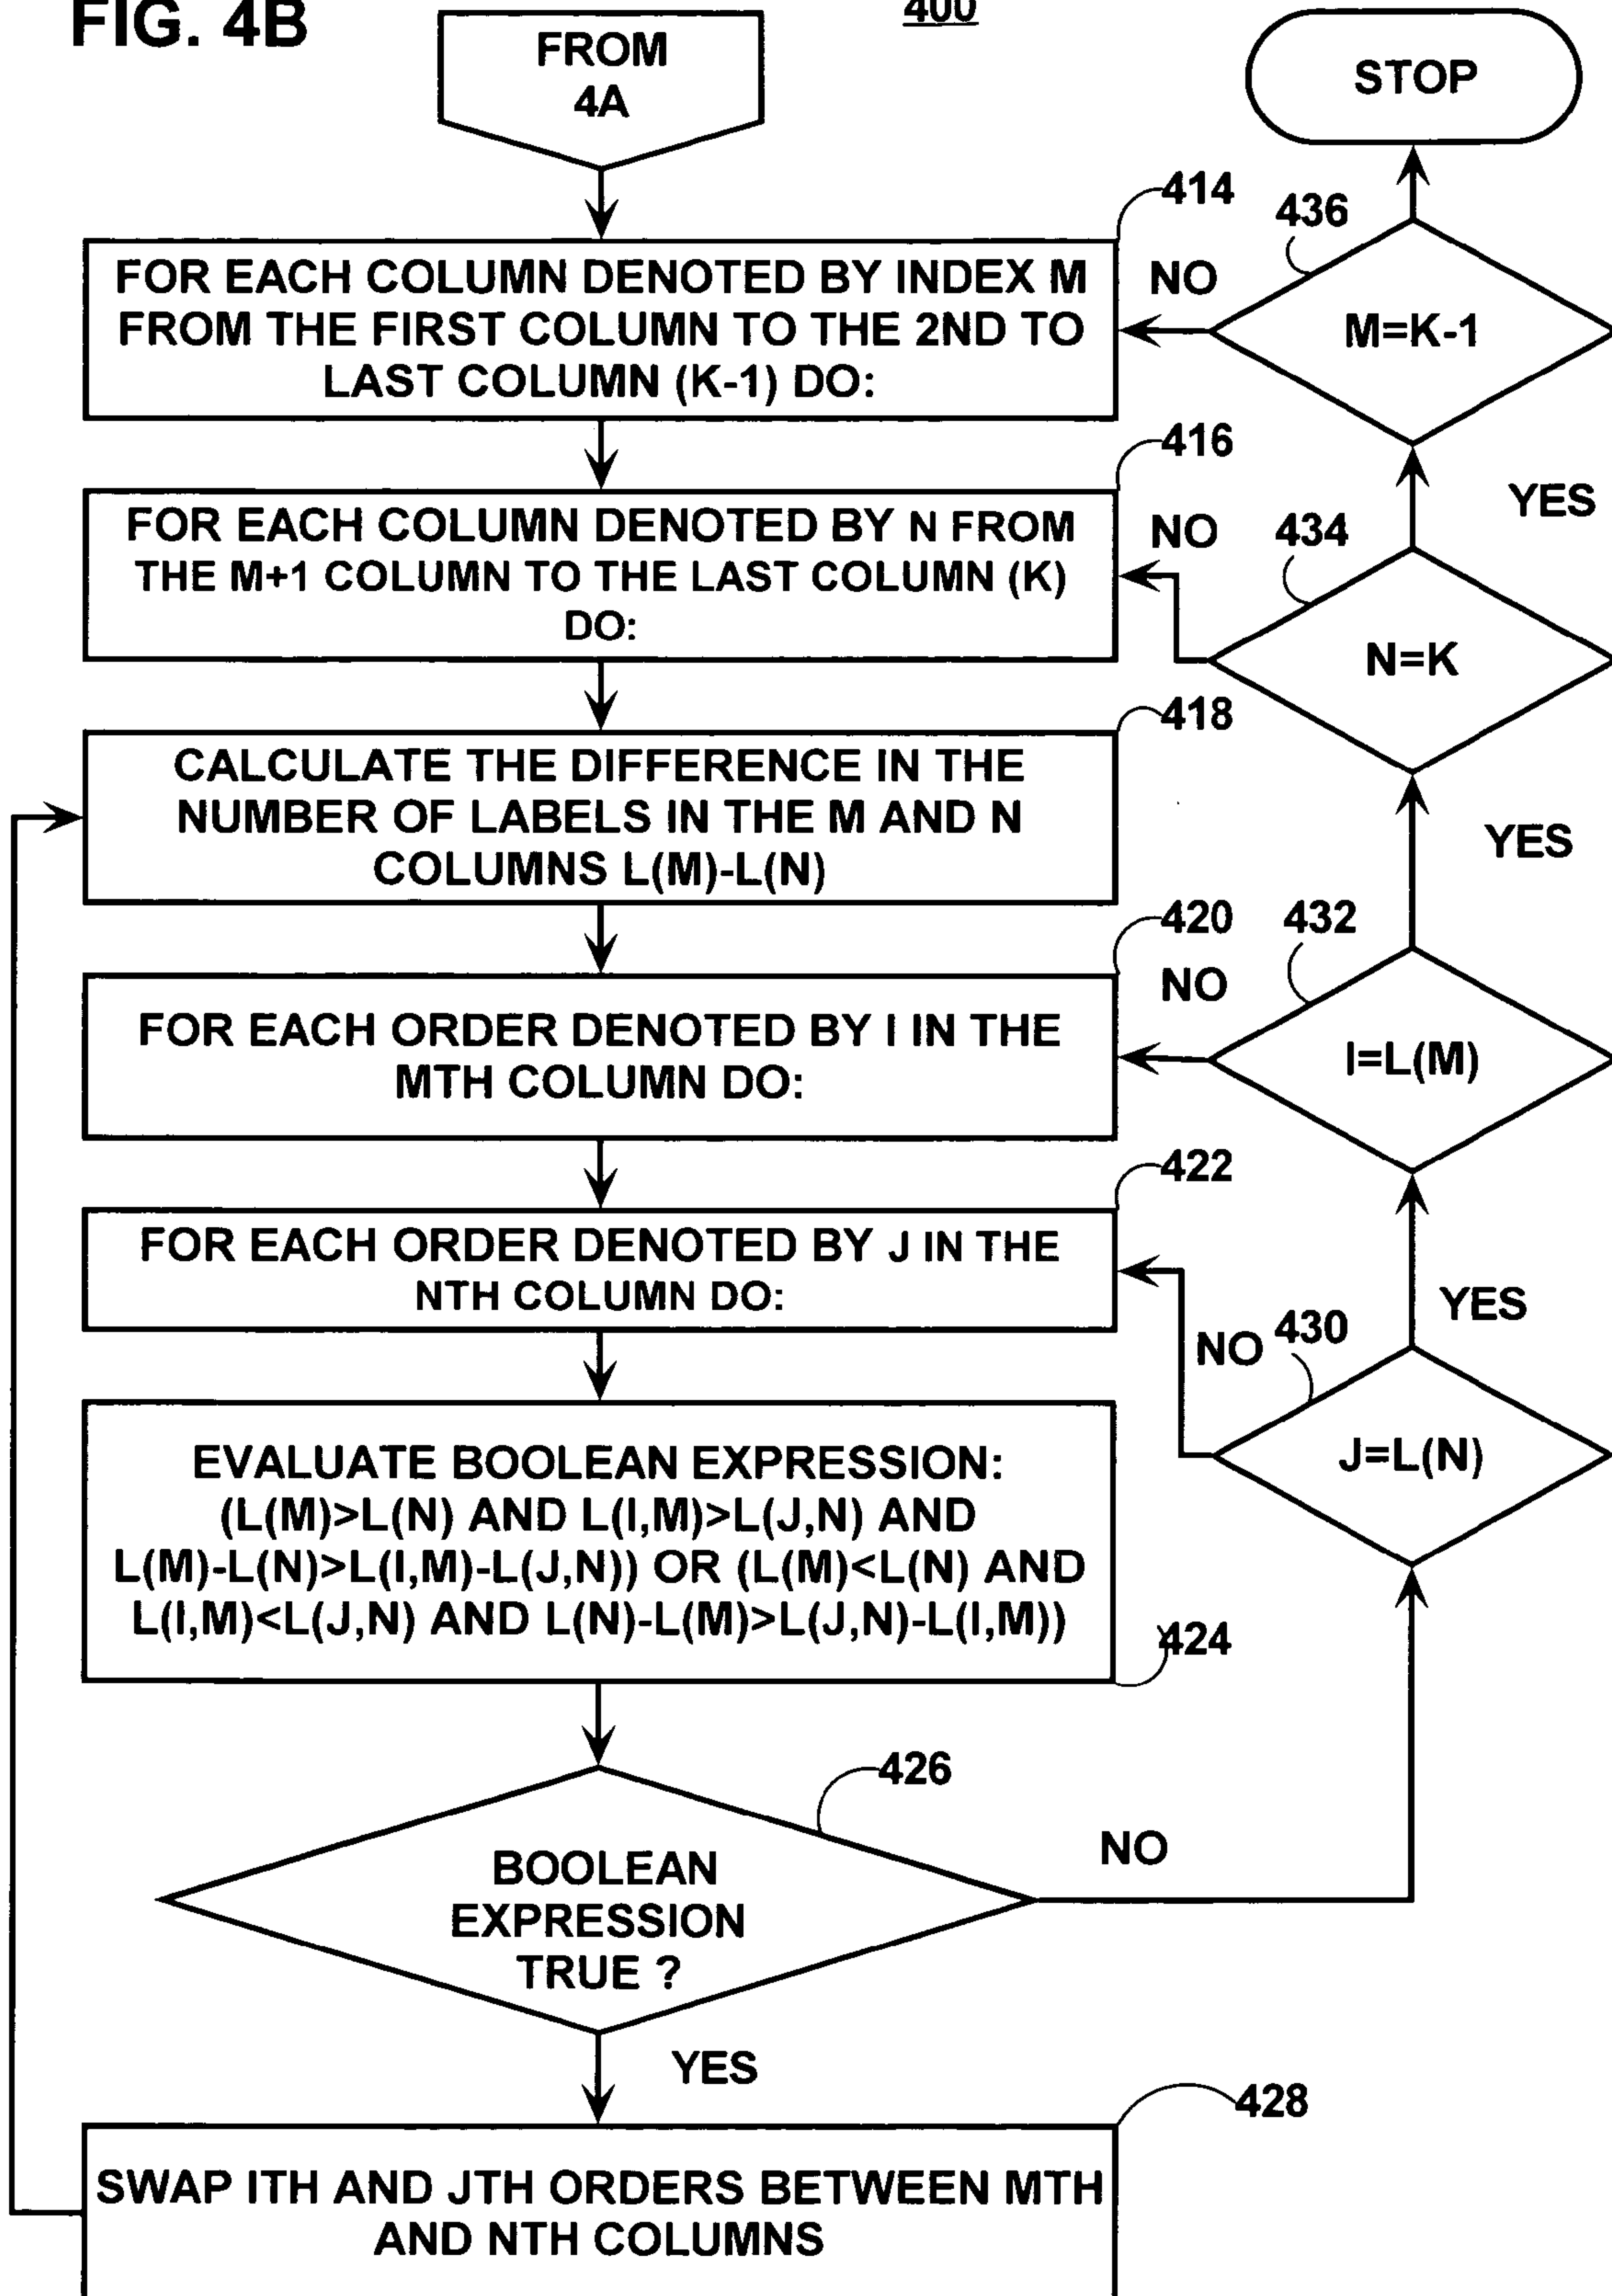 FIG. 4B
400
FROM
4A
STOP
414
436
FOR EACH COLUMN DENOTED BY INDEX M
FROM THE FIRST COLUMN TO THE 2ND TO
LAST COLUMN (K-1) DO:
NO
M=K-1
416
YES
434
FOR EACH COLUMN DENOTED BY N FROM
THE M+1 COLUMN TO THE LAST COLUMN (K)
DO:
NO
N=K
418
CALCULATE THE DIFFERENCE IN THE
NUMBER OF LABELS IN THE M AND N
COLUMNS L(M)-L(N)
YES
420
432
FOR EACH ORDER DENOTED BY I IN THE
MTH COLUMN DO:
NO
I=L(M)
422
FOR EACH ORDER DENOTED BY J IN THE
NTH COLUMN DO:
YES
430
NO
J=L(N)
EVALUATE BOOLEAN EXPRESSION:
(L(M)>L(N) AND L(I,M)>L(J,N) AND
L(M)-L(N)>L(I,M)-L(J,N)) OR (L(M)<L(N) AND
L(I,M)<L(J,N) AND L(N)-L(M)>L(J,N)-L(I,M))
424
426
BOOLEAN
EXPRESSION
TRUE ?
NO
YES
428
SWAP ITH AND JTH ORDERS BETWEEN MTH
AND NTH COLUMNS